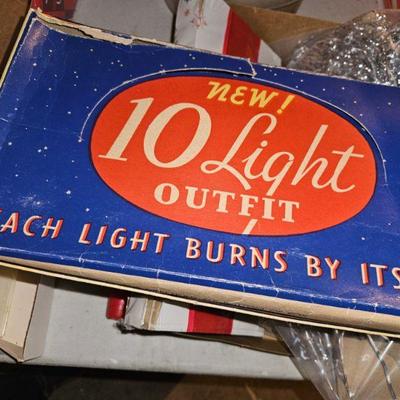 NEW!
10 Light
OUTFIT
EACH LIGHT BURNS BY ITS